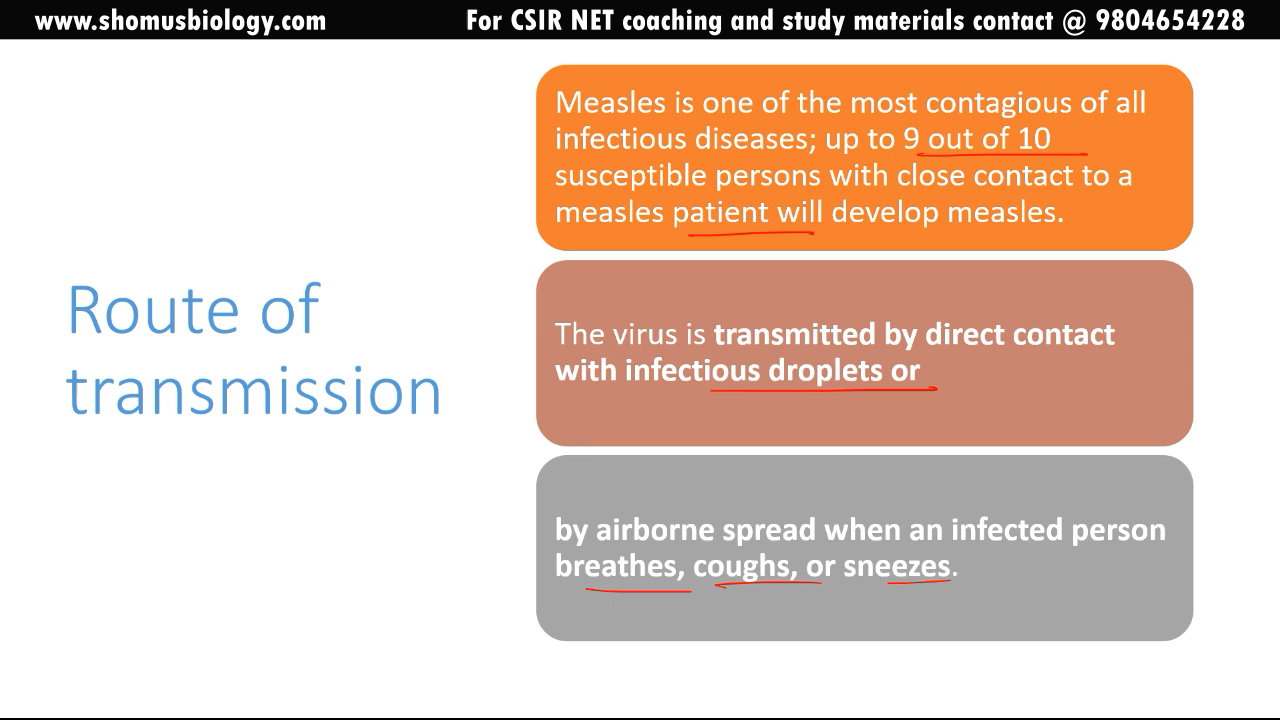 www.shomusbiology.com
For CSIR NET coaching and study materials contact @ 9804654228
Route of
transmission
Measles is one of the most contagious of all
infectious diseases; up to 9 out of 10
susceptible persons with close contact to a
measles patient will develop measles.
The virus is transmitted by direct contact
with infectious droplets or
by airborne spread when an infected person
breathes, coughs, or sneezes.